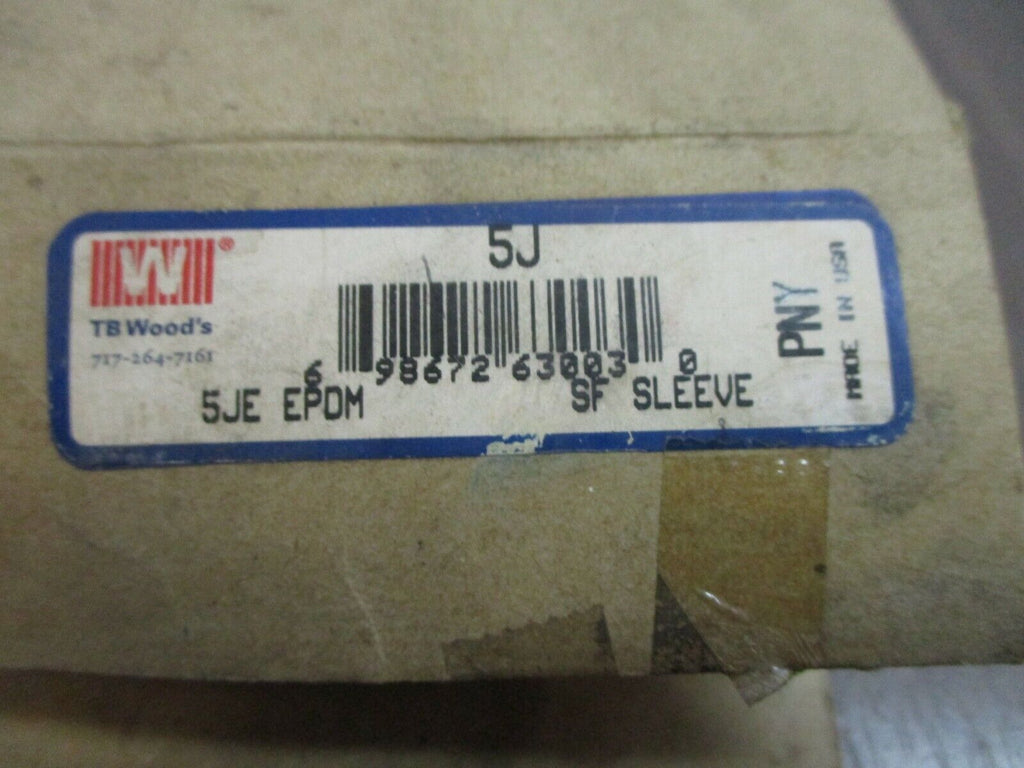 5J
W®
TB Wood's
717-264-7161
6 98672 63003 0
5JE EPDM SF SLEEVE
PNY
MADE IN USA